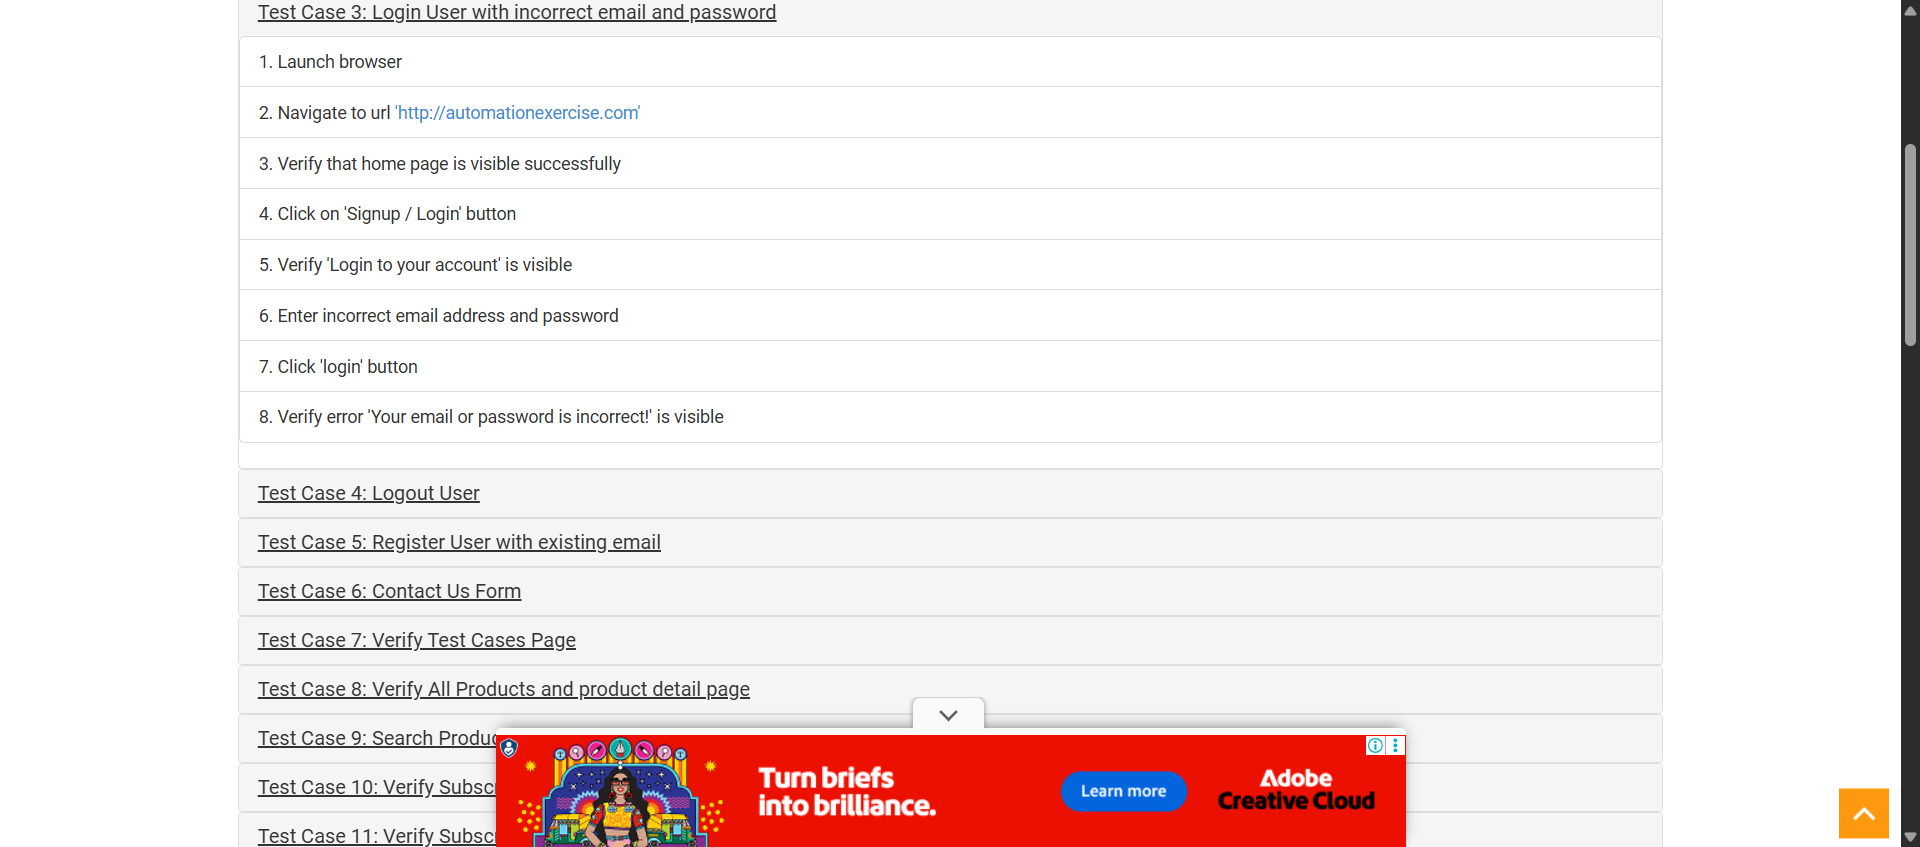 Test Case 3: Login User with incorrect email and password
1. Launch browser
2. Navigate to url 'http://automationexercise.com'
3. Verify that home page is visible successfully
4. Click on 'Signup / Login' button
5. Verify 'Login to your account' is visible
6. Enter incorrect email address and password
7. Click 'login' button
8. Verify error 'Your email or password is incorrect!' is visible
Test Case 4: Logout User
Test Case 5: Register User with existing email
Test Case 6: Contact Us Form
Test Case 7: Verify Test Cases Page
Test Case 8: Verify All Products and product detail page
Test Case 9: Search Produc
Test Case 10: Verify Subsc
Test Case 11: Verify Subsc
Turn briefs
into brilliance.
Learn more
Adobe
Creative Cloud